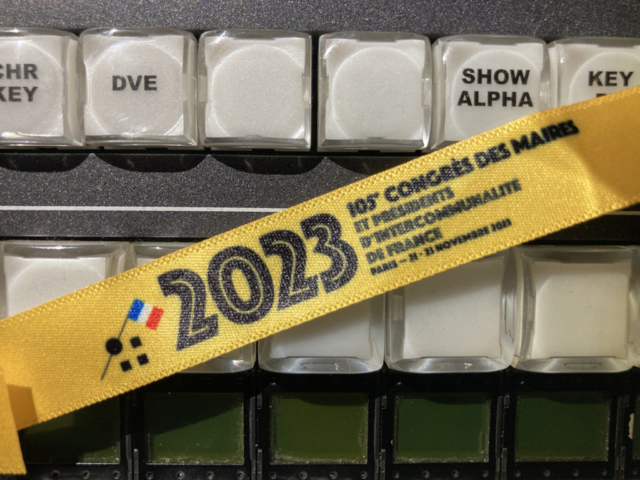 CHR
KEY
DVE
SHOW
ALPHA
KEY
2023
105e CONGRÈS DES MAIRES
ET PRÉSIDENTS
D'INTERCOMMUNALITÉ
DE FRANCE
PARIS — 21 - 23 NOVEMBRE 2023